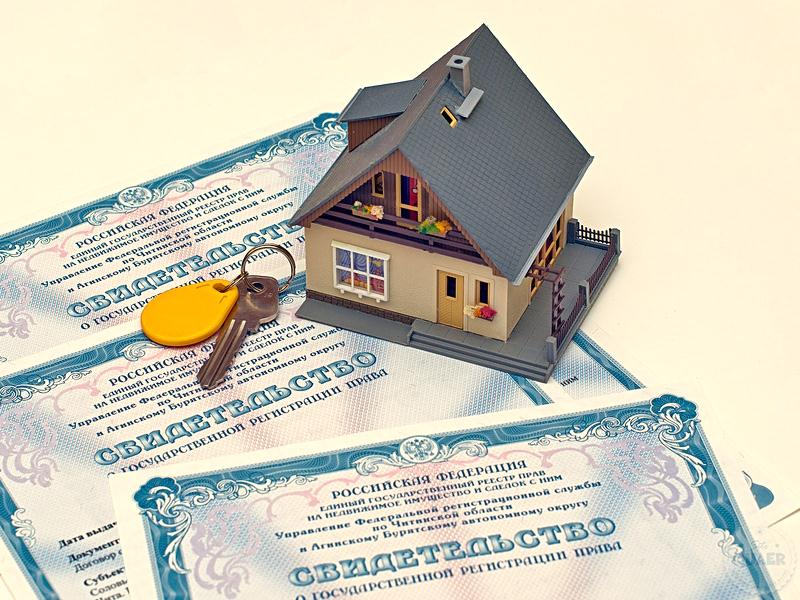 РОССИЙСКАЯ ФЕДЕРАЦИЯ
ЕДИНЫЙ ГОСУДАРСТВЕННЫЙ РЕЕСТР ПРАВ
НА НЕДВИЖИМОЕ ИМУЩЕСТВО И СДЕЛОК С НИМ
Управление Федеральной регистрационной службы
по Читинской области
и Агинскому Бурятскому автономному округу
СВИДЕТЕЛЬСТВО
О ГОСУДАРСТВЕННОЙ РЕГИСТРАЦИИ
РОССИЙСКАЯ ФЕДЕРАЦИЯ
ЕДИНЫЙ ГОСУДАРСТВЕННЫЙ РЕЕСТР ПРАВ
НА НЕДВИЖИМОЕ ИМУЩЕСТВО И СДЕЛОК С НИМ
Управление Федеральной регистрационной службы
по Читинской области
и Агинскому Бурятскому автономному округу
СВИДЕТЕЛЬСТВО
ГОСУДАРСТВЕННОЙ РЕГИСТРАЦИИ ПРАВА
Дата выда
Документ
Договор
Субъек
Солов
Чита,
ним
РОССИЙСКАЯ ФЕДЕРАЦИЯ
ЕДИНЫЙ ГОСУДАРСТВЕННЫЙ РЕЕСТР ПРАВ
НА НЕДВИЖИМОЕ ИМУЩЕСТВО И СДЕЛОК С НИМ
Управление Федеральной регистрационной службы
по Читинской области
и Агинскому Бурятскому автономному округу
СВИДЕТЕЛЬСТВО
О ГОСУДАРСТВЕННОЙ РЕГИСТРАЦИИ ПРАВА